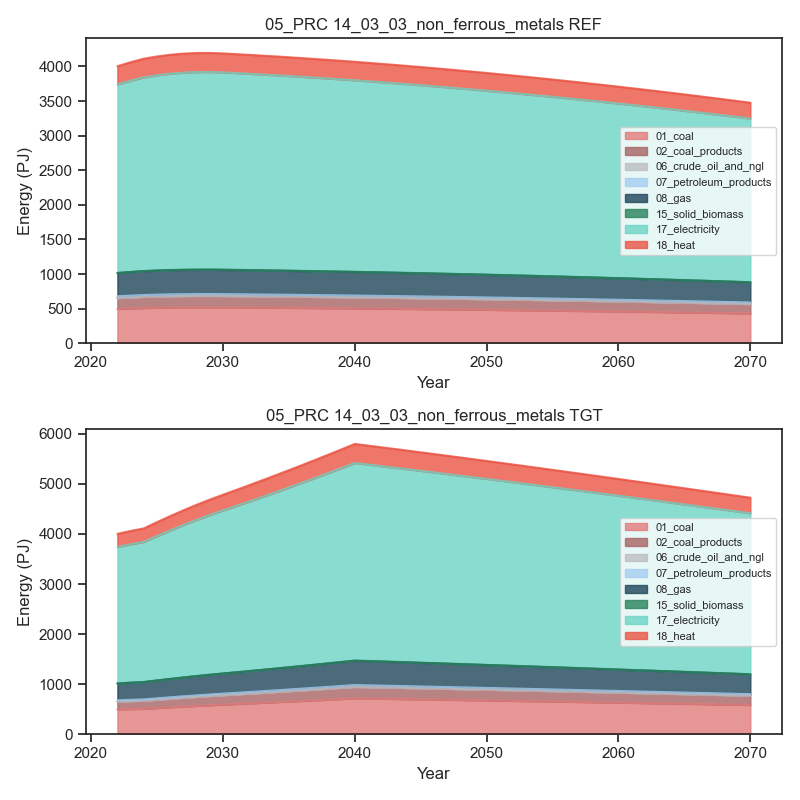 05_PRC 14_03_03_non_ferrous_metals REF
Energy (PJ)
4000
3500
3000
2500
2000
1500
1000
500
0
01_coal
02_coal_products
06_crude_oil_and_ngl
07_petroleum_products
08_gas
15_solid_biomass
17_electricity
18_heat
2020 2030 2040 2050 2060 2070
Year
05_PRC 14_03_03_non_ferrous_metals TGT
Energy (PJ)
6000
5000
4000
3000
2000
1000
0
01_coal
02_coal_products
06_crude_oil_and_ngl
07_petroleum_products
08_gas
15_solid_biomass
17_electricity
18_heat
2020 2030 2040 2050 2060 2070
Year